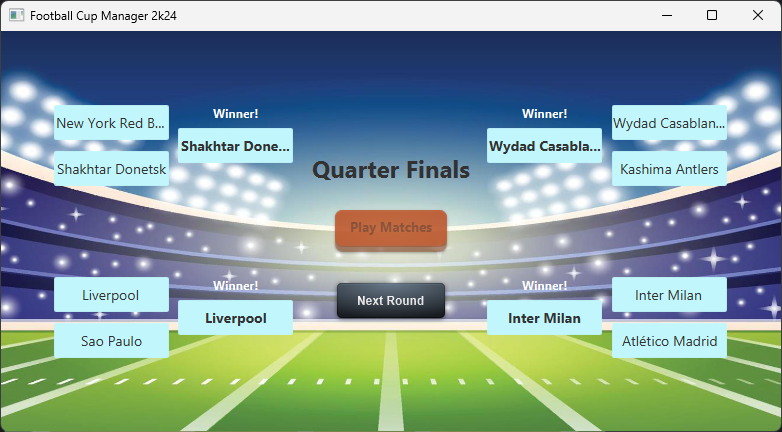 Football Cup Manager 2k24
Winner!
Winner!
New York Red B...
Shakhtar Done...
Wydad Casabla...
Wydad Casablan...
Shakhtar Donetsk
Quarter Finals
Kashima Antlers
Play Matches
Liverpool
Winner!
Next Round
Winner!
Inter Milan
Liverpool
Inter Milan
Sao Paulo
Atlético Madrid